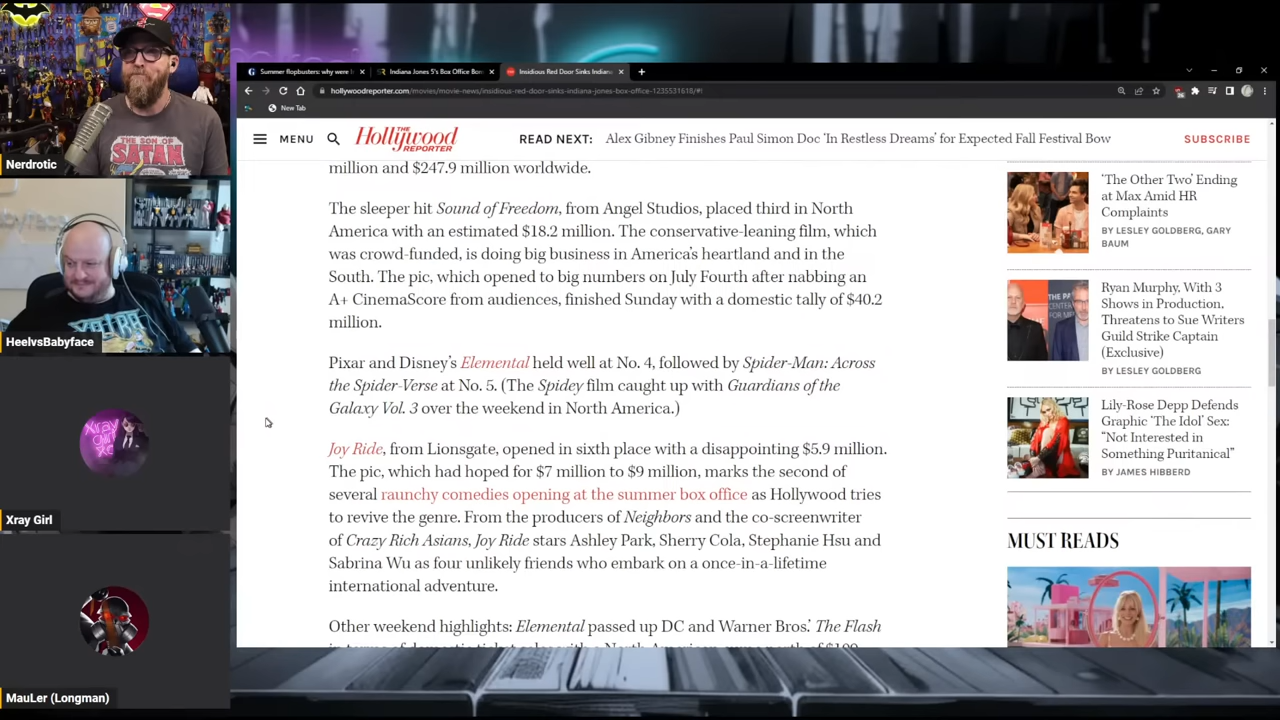 Summer flopbusters: why were
Indiana Jones 5's Box Office Bom
Insidious Red Door Sinks Indiana
hollywoodreporter.com/movies/movie-news/insidious-red-door-sinks-indiana-jones-box-office-1235531618/#!
New Tab
MENU
THE
Hollywood
REPORTER
READ NEXT:
Alex Gibney Finishes Paul Simon Doc 'In Restless Dreams' for Expected Fall Festival Bow
SUBSCRIBE
million and $247.9 million worldwide.
The sleeper hit Sound of Freedom, from Angel Studios, placed third in North
America with an estimated $18.2 million. The conservative-leaning film, which
was crowd-funded, is doing big business in America's heartland and in the
South. The pic, which opened to big numbers on July Fourth after nabbing an
A+ CinemaScore from audiences, finished Sunday with a domestic tally of $40.2
million.
Pixar and Disney's Elemental held well at No. 4, followed by Spider-Man: Across
the Spider-Verse at No. 5. (The Spidey film caught up with Guardians of the
Galaxy Vol. 3 over the weekend in North America.)
Joy Ride, from Lionsgate, opened in sixth place with a disappointing $5.9 million.
The pic, which had hoped for $7 million to $9 million, marks the second of
several raunchy comedies opening at the summer box office as Hollywood tries
to revive the genre. From the producers of Neighbors and the co-screenwriter
of Crazy Rich Asians, Joy Ride stars Ashley Park, Sherry Cola, Stephanie Hsu and
Sabrina Wu as four unlikely friends who embark on a once-in-a-lifetime
international adventure.
Other weekend highlights: Elemental passed up DC and Warner Bros.' The Flash
'The Other Two' Ending
at Max Amid HR
Complaints
BY LESLEY GOLDBERG, GARY
BAUM
Ryan Murphy, With 3
Shows in Production,
Threatens to Sue Writers
Guild Strike Captain
(Exclusive)
BY LESLEY GOLDBERG
Lily-Rose Depp Defends
Graphic 'The Idol' Sex:
"Not Interested in
Something Puritanical"
BY JAMES HIBBERD
MUST READS
THE SON OF
SATAN
Nerdrotic
HeelvsBabyface
Xray Girl
MauLer (Longman)